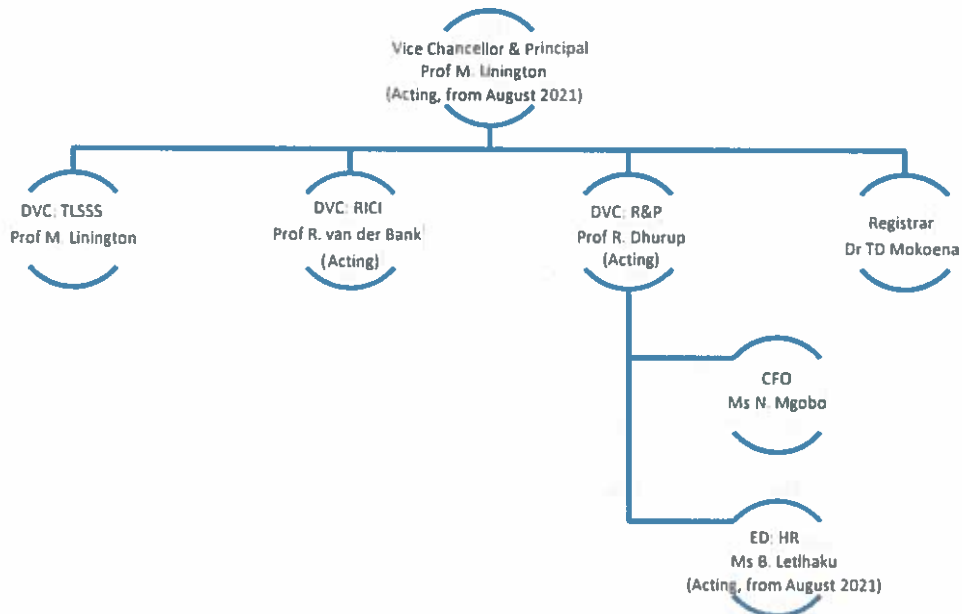 Vice Chancellor & Principal
Prof M. Linington
(Acting, from August 2021)
DVC: TLSSS
Prof M. Linington
DVC: RICI
Prof R. van der Bank
(Acting)
DVC: R&P
Prof R. Dhurup
(Acting)
Registrar
Dr TD Mokoena
CFO
Ms N. Mgobo
ED: HR
Ms B. Letlhaku
(Acting, from August 2021)